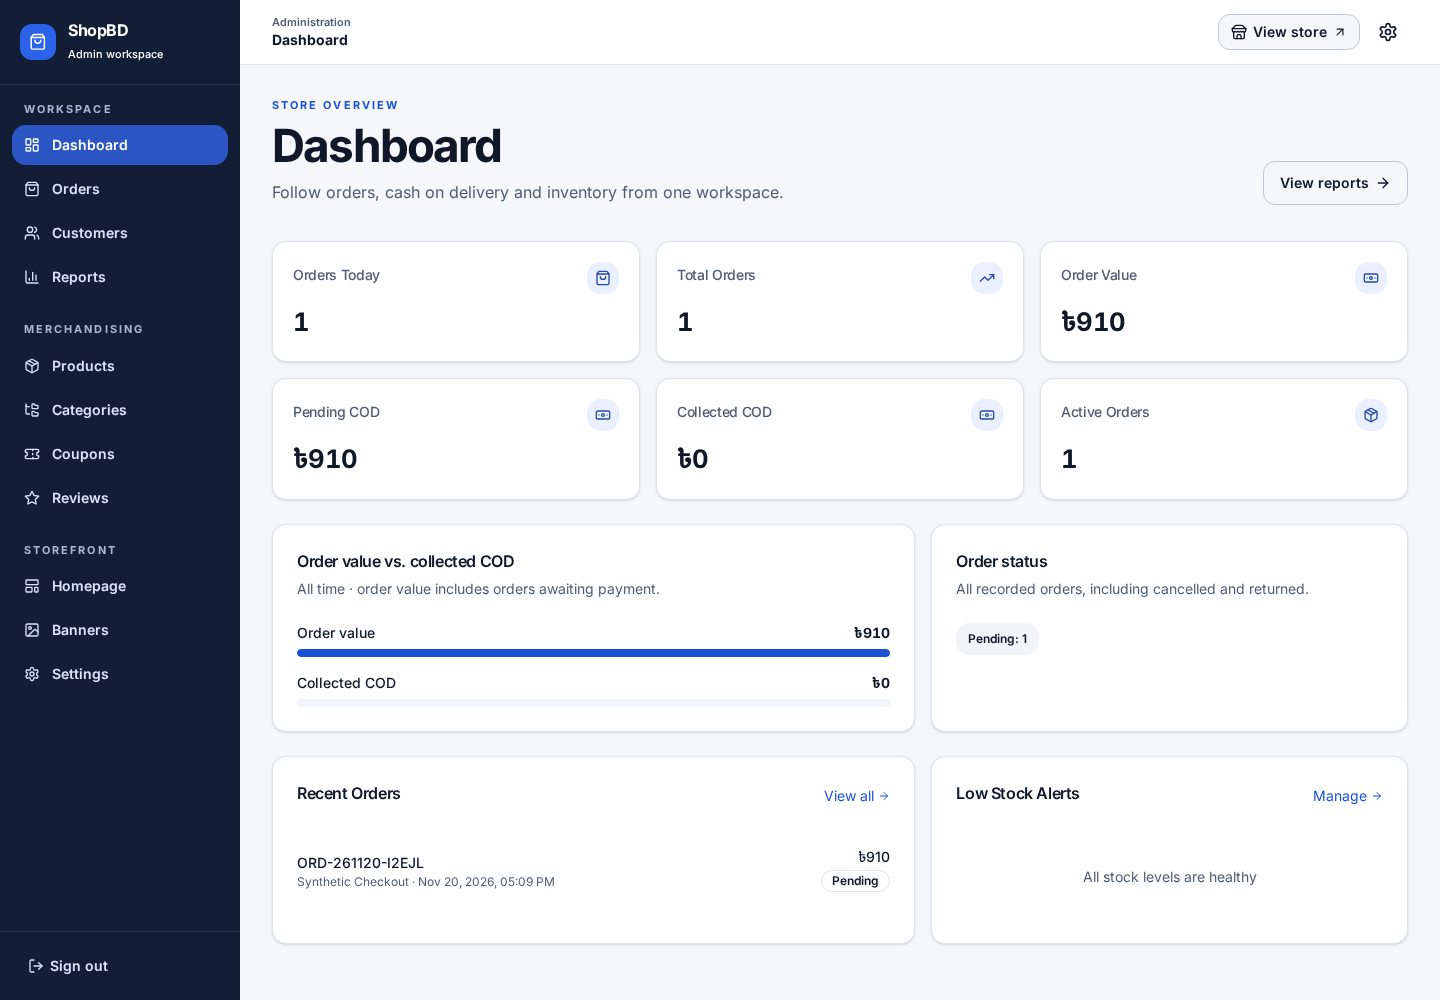 ShopBD
Admin workspace
WORKSPACE
Dashboard
Orders
Customers
Reports
MERCHANDISING
Products
Categories
Coupons
Reviews
STOREFRONT
Homepage
Banners
Settings
Sign out
Administration
Dashboard
View store
STORE OVERVIEW
Dashboard
Follow orders, cash on delivery and inventory from one workspace.
View reports
Orders Today
1
Total Orders
1
Order Value
৳910
Pending COD
৳910
Collected COD
৳0
Active Orders
1
Order value vs. collected COD
All time · order value includes orders awaiting payment.
Order value ৳910
Collected COD ৳0
Order status
All recorded orders, including cancelled and returned.
Pending: 1
Recent Orders View all
ORD-261120-I2EJL ৳910
Synthetic Checkout · Nov 20, 2026, 05:09 PM Pending
Low Stock Alerts Manage
All stock levels are healthy